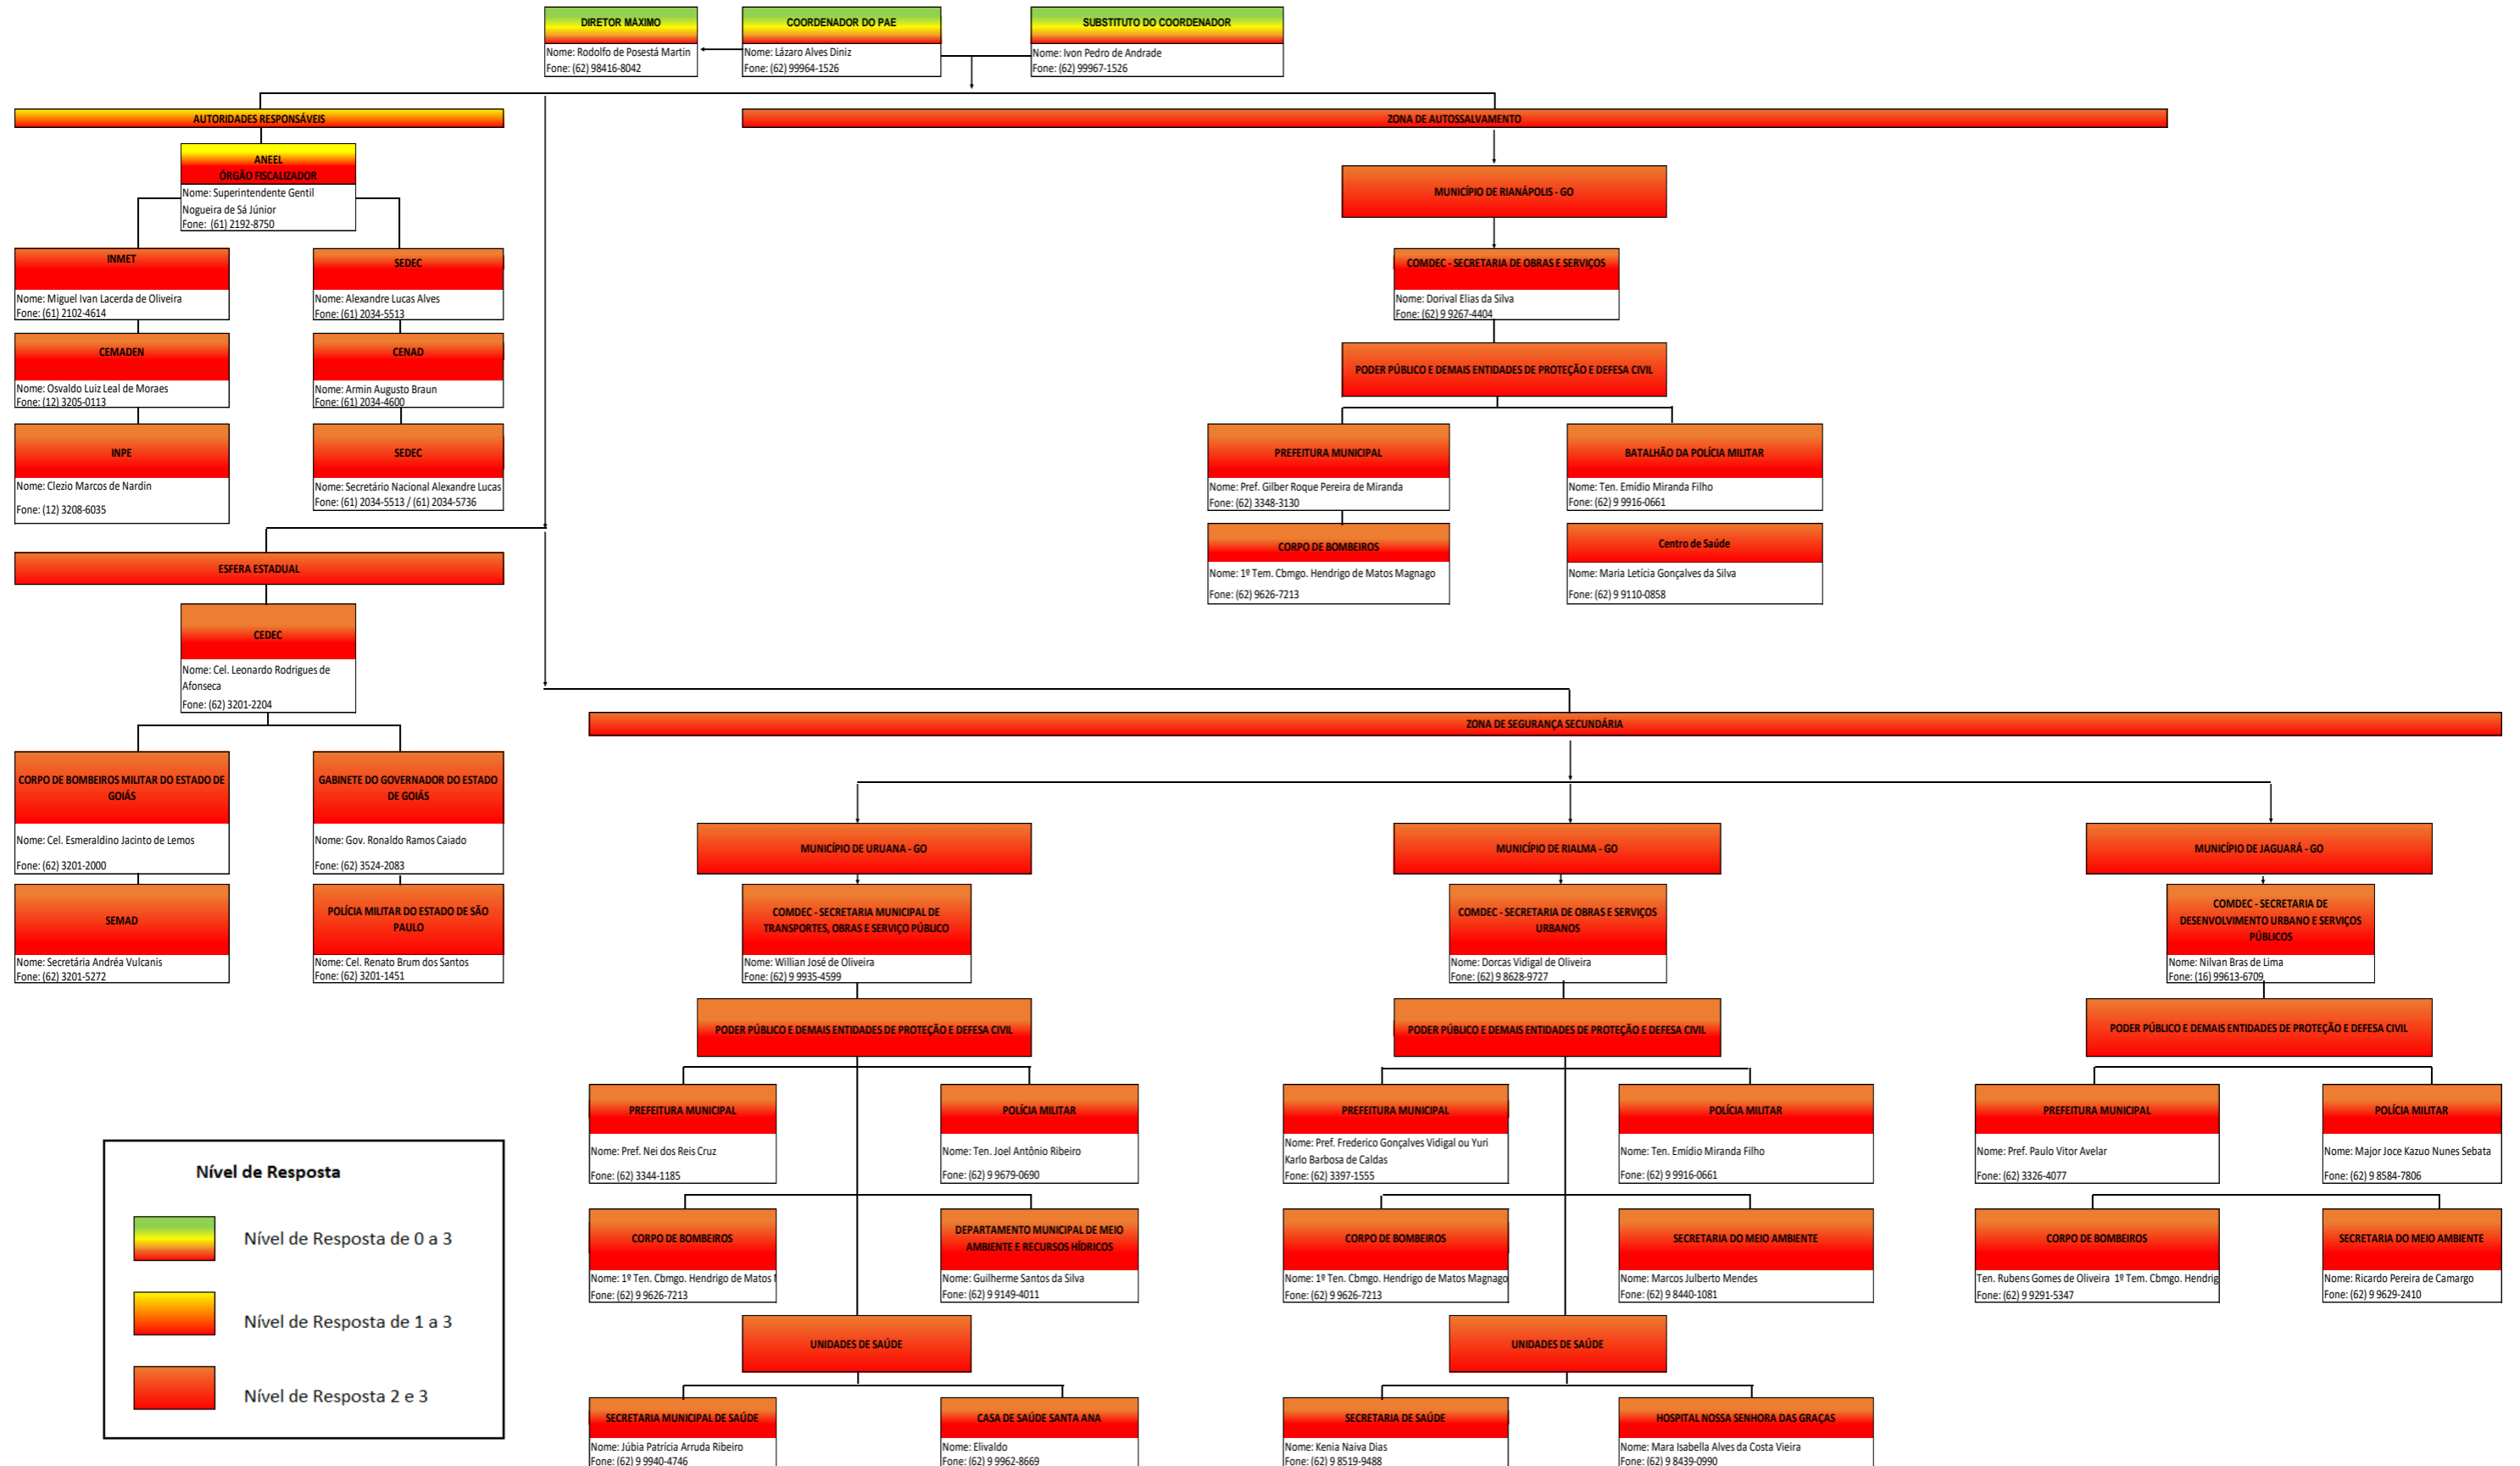 DIRETOR MÁXIMO
Nome: Rodolfo de Posestá Martin
Fone: (62) 98416-8042
COORDENADOR DO PAE
Nome: Lázaro Alves Diniz
Fone: (62) 99964-1526
SUBSTITUTO DO COORDENADOR
Nome: Ivon Pedro de Andrade
Fone: (62) 99967-1526
AUTORIDADES RESPONSÁVEIS
ANEEL
ÓRGÃO FISCALIZADOR
Nome: Superintendente Gentil
Nogueira de Sá Júnior
Fone: (61) 2192-8750
INMET
Nome: Miguel Ivan Lacerda de Oliveira
Fone: (61) 2102-4614
SEDEC
Nome: Alexandre Lucas Alves
Fone: (61) 2034-5513
CEMADEN
Nome: Osvaldo Luiz Leal de Moraes
Fone: (12) 3205-0113
CENAD
Nome: Armin Augusto Braun
Fone: (61) 2034-4600
INPE
Nome: Clezio Marcos de Nardin
Fone: (12) 3208-6035
SEDEC
Nome: Secretário Nacional Alexandre Lucas
Fone: (61) 2034-5513 / (61) 2034-5736
ZONA DE AUTOSSALVAMENTO
MUNICÍPIO DE RIANÁPOLIS - GO
COMDEC - SECRETARIA DE OBRAS E SERVIÇOS
Nome: Dorival Elias da Silva
Fone: (62) 9 9267-4404
PODER PÚBLICO E DEMAIS ENTIDADES DE PROTEÇÃO E DEFESA CIVIL
PREFEITURA MUNICIPAL
Nome: Pref. Gilber Roque Pereira de Miranda
Fone: (62) 3348-3130
BATALHÃO DA POLÍCIA MILITAR
Nome: Ten. Emídio Miranda Filho
Fone: (62) 9 9916-0661
CORPO DE BOMBEIROS
Nome: 1º Tem. Cbmgo. Hendrigo de Matos Magnago
Fone: (62) 9626-7213
Centro de Saúde
Nome: Maria Letícia Gonçalves da Silva
Fone: (62) 9 9110-0858
ESFERA ESTADUAL
CEDEC
Nome: Cel. Leonardo Rodrigues de
Afonseca
Fone: (62) 3201-2204
CORPO DE BOMBEIROS MILITAR DO ESTADO DE
GOIÁS
Nome: Cel. Esmeraldino Jacinto de Lemos
Fone: (62) 3201-2000
GABINETE DO GOVERNADOR DO ESTADO
DE GOIÁS
Nome: Gov. Ronaldo Ramos Caiado
Fone: (62) 3524-2083
SEMAD
Nome: Secretária Andréa Vulcanis
Fone: (62) 3201-5272
POLÍCIA MILITAR DO ESTADO DE SÃO
PAULO
Nome: Cel. Renato Brum dos Santos
Fone: (62) 3201-1451
ZONA DE SEGURANÇA SECUNDÁRIA
MUNICÍPIO DE URUANA - GO
COMDEC - SECRETARIA MUNICIPAL DE
TRANSPORTES, OBRAS E SERVIÇO PÚBLICO
Nome: Willian José de Oliveira
Fone: (62) 9 9935-4599
PODER PÚBLICO E DEMAIS ENTIDADES DE PROTEÇÃO E DEFESA CIVIL
PREFEITURA MUNICIPAL
Nome: Pref. Nei dos Reis Cruz
Fone: (62) 3344-1185
POLÍCIA MILITAR
Nome: Ten. Joel Antônio Ribeiro
Fone: (62) 9 9679-0690
CORPO DE BOMBEIROS
Nome: 1º Ten. Cbmgo. Hendrigo de Matos
Fone: (62) 9 9626-7213
DEPARTAMENTO MUNICIPAL DE MEIO
AMBIENTE E RECURSOS HÍDRICOS
Nome: Guilherme Santos da Silva
Fone: (62) 9 9149-4011
UNIDADES DE SAÚDE
SECRETARIA MUNICIPAL DE SAÚDE
Nome: Júbia Patrícia Arruda Ribeiro
Fone: (62) 9 9940-4746
CASA DE SAÚDE SANTA ANA
Nome: Elivaldo
Fone: (62) 9 9962-8669
MUNICÍPIO DE RIALMA - GO
COMDEC - SECRETARIA DE OBRAS E SERVIÇOS
URBANOS
Nome: Dorcas Vidigal de Oliveira
Fone: (62) 9 8628-9727
PODER PÚBLICO E DEMAIS ENTIDADES DE PROTEÇÃO E DEFESA CIVIL
PREFEITURA MUNICIPAL
Nome: Pref. Frederico Gonçalves Vidigal ou Yuri
Karlo Barbosa de Caldas
Fone: (62) 3397-1555
POLÍCIA MILITAR
Nome: Ten. Emídio Miranda Filho
Fone: (62) 9 9916-0661
CORPO DE BOMBEIROS
Nome: 1º Ten. Cbmgo. Hendrigo de Matos Magnago
Fone: (62) 9 9626-7213
SECRETARIA DO MEIO AMBIENTE
Nome: Marcos Julberto Mendes
Fone: (62) 9 8440-1081
UNIDADES DE SAÚDE
SECRETARIA DE SAÚDE
Nome: Kenia Naiva Dias
Fone: (62) 9 8519-9488
HOSPITAL NOSSA SENHORA DAS GRAÇAS
Nome: Mara Isabella Alves da Costa Vieira
Fone: (62) 9 8439-0990
MUNICÍPIO DE JAGUARÁ - GO
COMDEC - SECRETARIA DE
DESENVOLVIMENTO URBANO E SERVIÇOS
PÚBLICOS
Nome: Nilvan Bras de Lima
Fone: (16) 99613-6709
PODER PÚBLICO E DEMAIS ENTIDADES DE PROTEÇÃO E DEFESA CIVIL
PREFEITURA MUNICIPAL
Nome: Pref. Paulo Vitor Avelar
Fone: (62) 3326-4077
POLÍCIA MILITAR
Nome: Major Joce Kazuo Nunes Sebata
Fone: (62) 9 8584-7806
CORPO DE BOMBEIROS
Ten. Rubens Gomes de Oliveira 1º Tem. Cbmgo. Hendrig
Fone: (62) 9 9291-5347
SECRETARIA DO MEIO AMBIENTE
Nome: Ricardo Pereira de Camargo
Fone: (62) 9 9629-2410
Nível de Resposta
Nível de Resposta de 0 a 3
Nível de Resposta de 1 a 3
Nível de Resposta 2 e 3